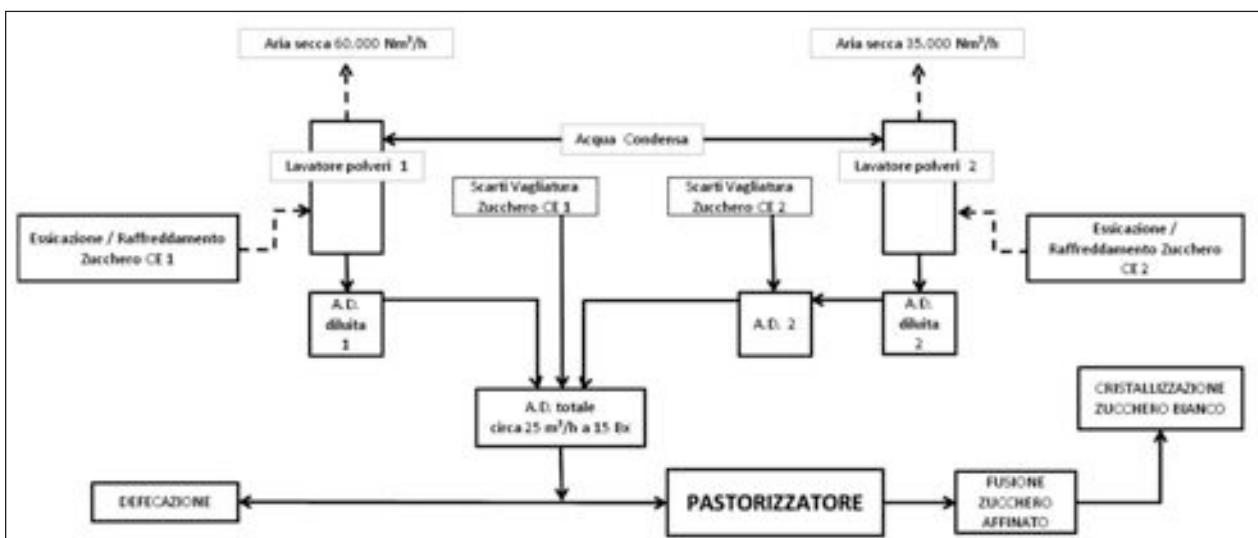 Aria secca 60.000 Nm³/h
Aria secca 35.000 Nm³/h
Acqua Condensa
Lavatore polveri 1
Lavatore polveri 2
Scarti Vagliatura
Zucchero CE 1
Scarti Vagliatura
Zucchero CE 2
Essicazione / Raffreddamento
Zucchero CE 1
Essicazione /
Raffreddamento Zucchero
CE 2
A.D.
diluita
1
A.D. 2
A.D.
diluita
2
A.D. totale
circa 25 m³/h a 15 Bx
CRISTALLIZZAZIONE
ZUCCHERO BIANCO
DEFECAZIONE
PASTORIZZATORE
FUSIONE
ZUCCHERO
AFFINATO